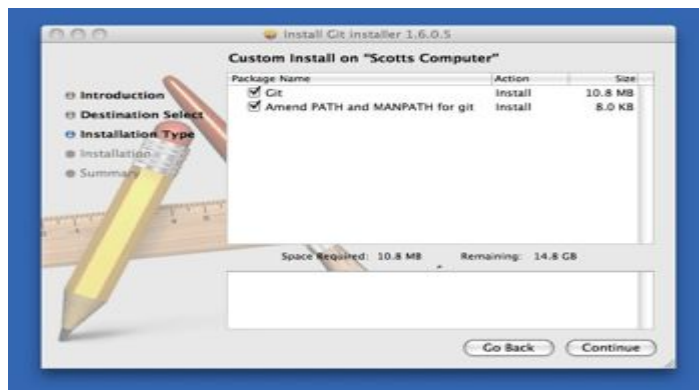 Install Git installer 1.6.0.5
Custom Install on "Scotts Computer"
Package Name Action Size
Git Install 10.8 MB
Amend PATH and MANPATH for git Install 8.0 KB
Introduction
Destination Select
Installation Type
Installation
Summary
Space Required: 10.8 MB Remaining: 14.8 GB
Go Back Continue